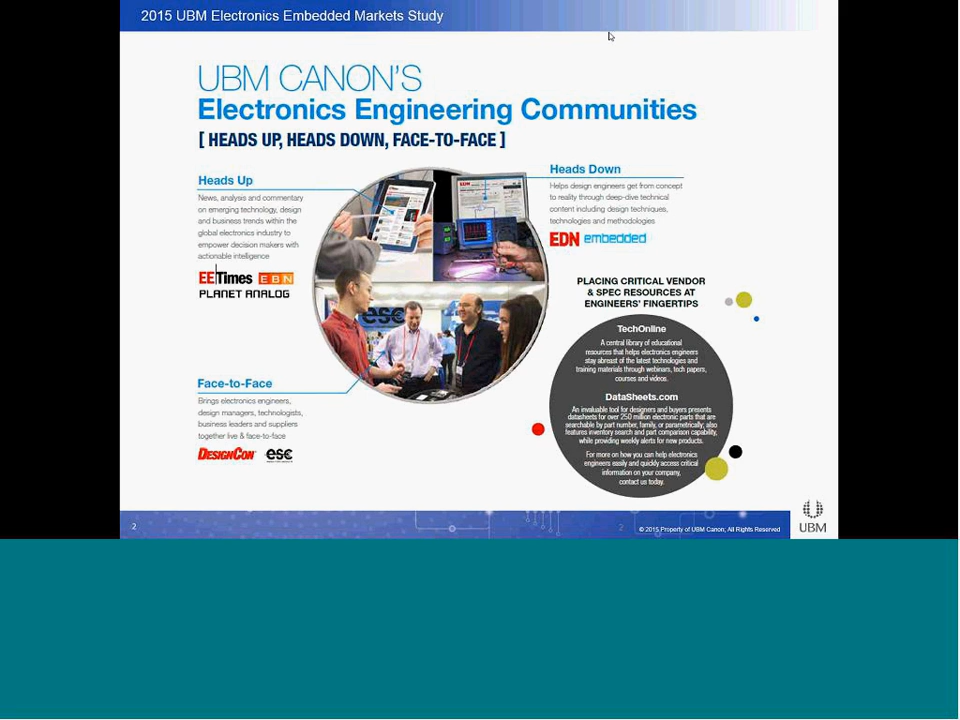 2015 UBM Electronics Embedded Markets Study
UBM CANON'S
Electronics Engineering Communities
[ HEADS UP, HEADS DOWN, FACE-TO-FACE ]
Heads Up
News, analysis and commentary
on emerging technology, design
and business trends within the
global electronics industry to
empower decision makers with
actionable intelligence
EETimes EBN
PLANET ANALOG
Heads Down
Helps design engineers get from concept
to reality through deep-dive technical
content including design techniques,
technologies and methodologies
EDN embedded
esc
Face-to-Face
Brings electronics engineers,
design managers, technologists,
business leaders and suppliers
together live & face-to-face
DESIGNCON esc
PLACING CRITICAL VENDOR
& SPEC RESOURCES AT
ENGINEERS' FINGERTIPS
TechOnline
A central library of educational
resources that helps electronics engineers
stay abreast of the latest technologies and
training materials through webinars, tech papers,
courses and videos.
DataSheets.com
An invaluable tool for designers and buyers presents
datasheets for over 250 million electronic parts that are
searchable by part number, family, or parametrically; also
features inventory search and part comparison capability,
while providing weekly alerts for new products.
For more on how you can help electronics
engineers easily and quickly access critical
information on your company,
contact us today.
2
2
© 2015 Property of UBM Canon; All Rights Reserved
UBM